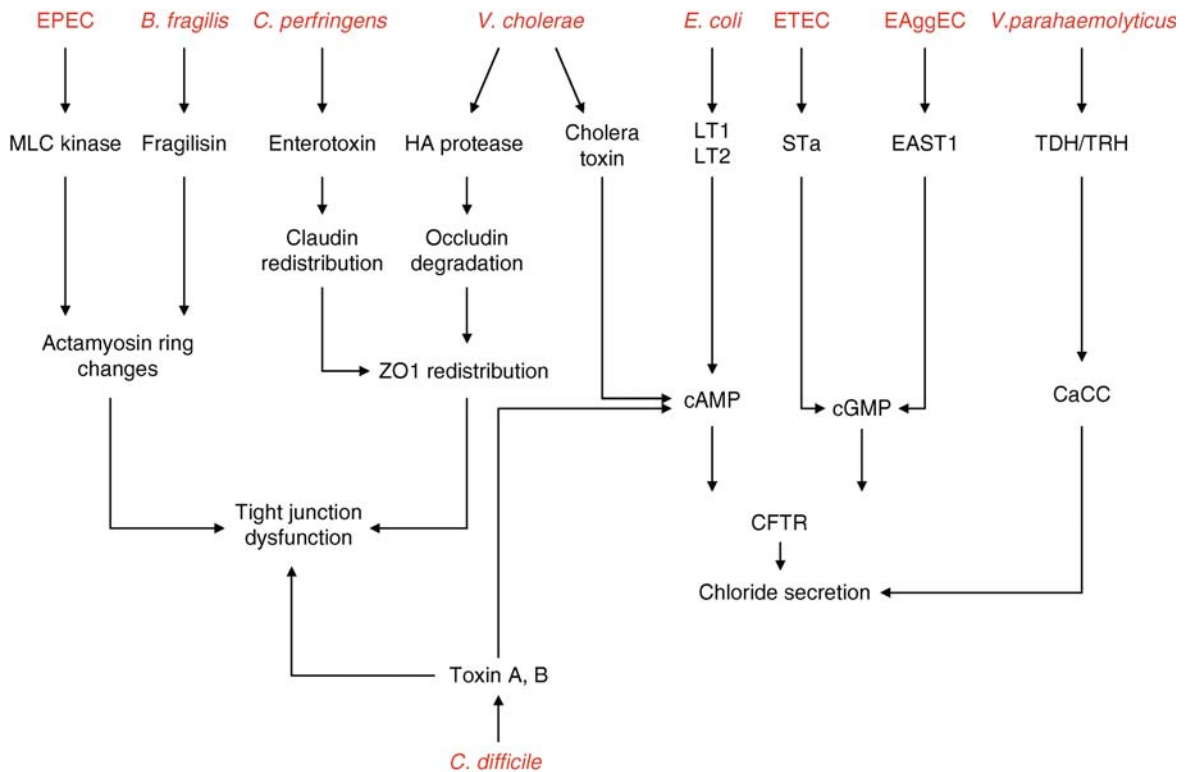 EPEC
B. fragilis
C. perfringens
V. cholerae
E. coli
ETEC
EAggEC
V.parahaemolyticus
MLC kinase
Fragilisin
Enterotoxin
HA protease
Cholera
toxin
LT1
LT2
STa
EAST1
TDH/TRH
Claudin
redistribution
Occludin
degradation
Actamyosin ring
changes
ZO1 redistribution
cAMP
cGMP
CaCC
Tight junction
dysfunction
CFTR
Chloride secretion
Toxin A, B
C. difficile